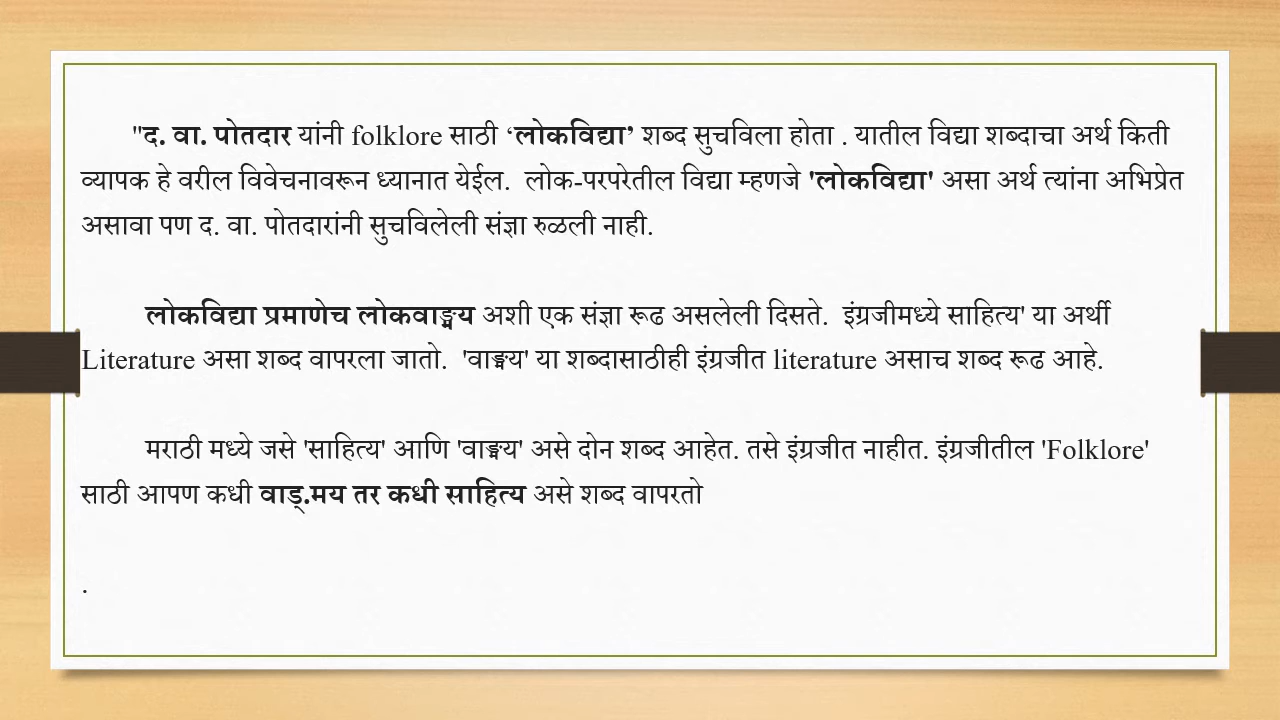 "द. वा. पोतदार यांनी folklore साठी ‘लोकविद्या’ शब्द सुचविला होता . यातील विद्या शब्दाचा अर्थ किती
व्यापक हे वरील विवेचनावरून ध्यानात येईल. लोक-परपरेतील विद्या म्हणजे 'लोकविद्या' असा अर्थ त्यांना अभिप्रेत
असावा पण द. वा. पोतदारांनी सुचविलेली संज्ञा रुळली नाही.
लोकविद्या प्रमाणेच लोकवाङ्मय अशी एक संज्ञा रूढ असलेली दिसते. इंग्रजीमध्ये साहित्य' या अर्थी
Literature असा शब्द वापरला जातो. 'वाङ्मय' या शब्दासाठीही इंग्रजीत literature असाच शब्द रूढ आहे.
मराठी मध्ये जसे 'साहित्य' आणि 'वाङ्मय' असे दोन शब्द आहेत. तसे इंग्रजीत नाहीत. इंग्रजीतील 'Folklore'
साठी आपण कधी वाड्.मय तर कधी साहित्य असे शब्द वापरतो
.